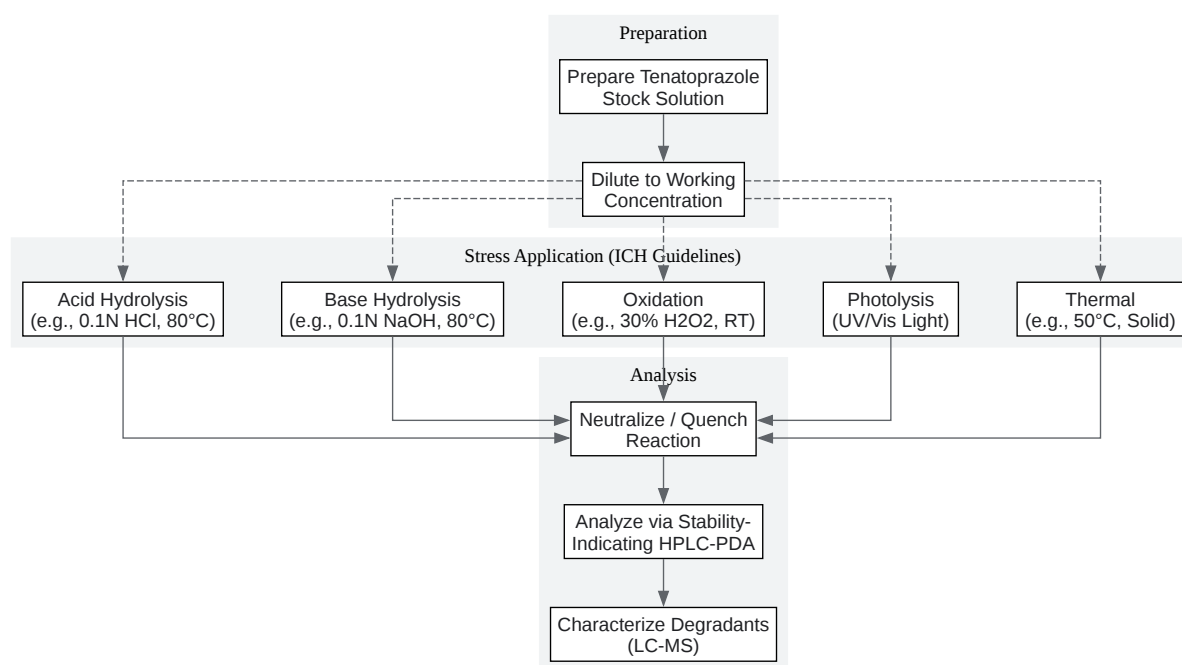 Preparation
Prepare Tenatoprazole
Stock Solution
Dilute to Working
Concentration
Stress Application (ICH Guidelines)
Acid Hydrolysis
(e.g., 0.1N HCl, 80°C)
Base Hydrolysis
(e.g., 0.1N NaOH, 80°C)
Oxidation
(e.g., 30% H2O2, RT)
Photolysis
(UV/Vis Light)
Thermal
(e.g., 50°C, Solid)
Analysis
Neutralize / Quench
Reaction
Analyze via Stability-
Indicating HPLC-PDA
Characterize Degradants
(LC-MS)